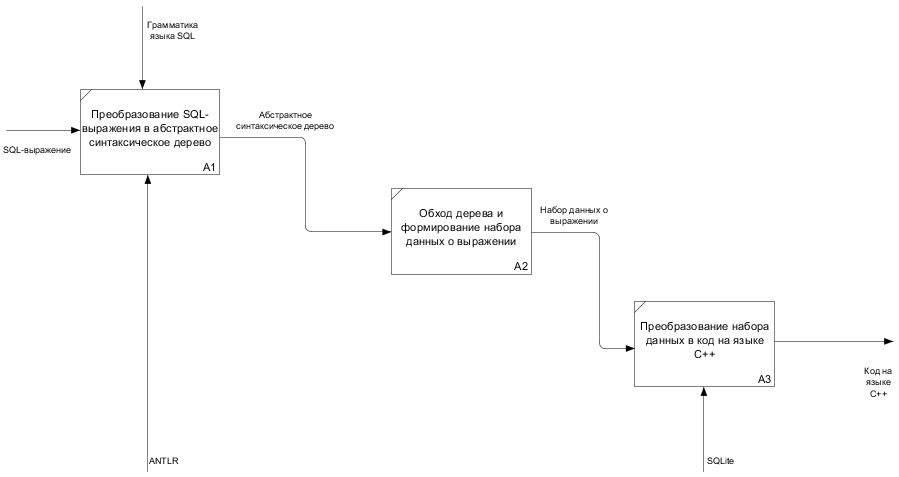 Грамматика
языка SQL
Преобразование SQL-
выражения в абстрактное
синтаксическое дерево
A1
SQL-выражение
Абстрактное
синтаксическое дерево
Обход дерева и
формирование набора
данных о выражении
A2
Набор данных о
выражении
Преобразование набора
данных в код на языке
C++
A3
Код на
языке
C++
ANTLR
SQLite